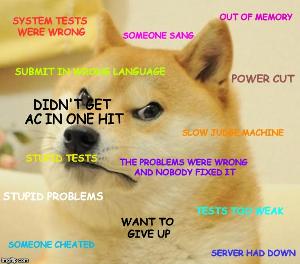 SYSTEM TESTS
WERE WRONG
OUT OF MEMORY
SOMEONE SANG
SUBMIT IN WRONG LANGUAGE
POWER CUT
DIDN'T GET
AC IN ONE HIT
SLOW JUDGE MACHINE
STUPID TESTS
THE PROBLEMS WERE WRONG
AND NOBODY FIXED IT
STUPID PROBLEMS
TESTS TOO WEAK
WANT TO
GIVE UP
SOMEONE CHEATED
SERVER HAD DOWN
imgflip.com